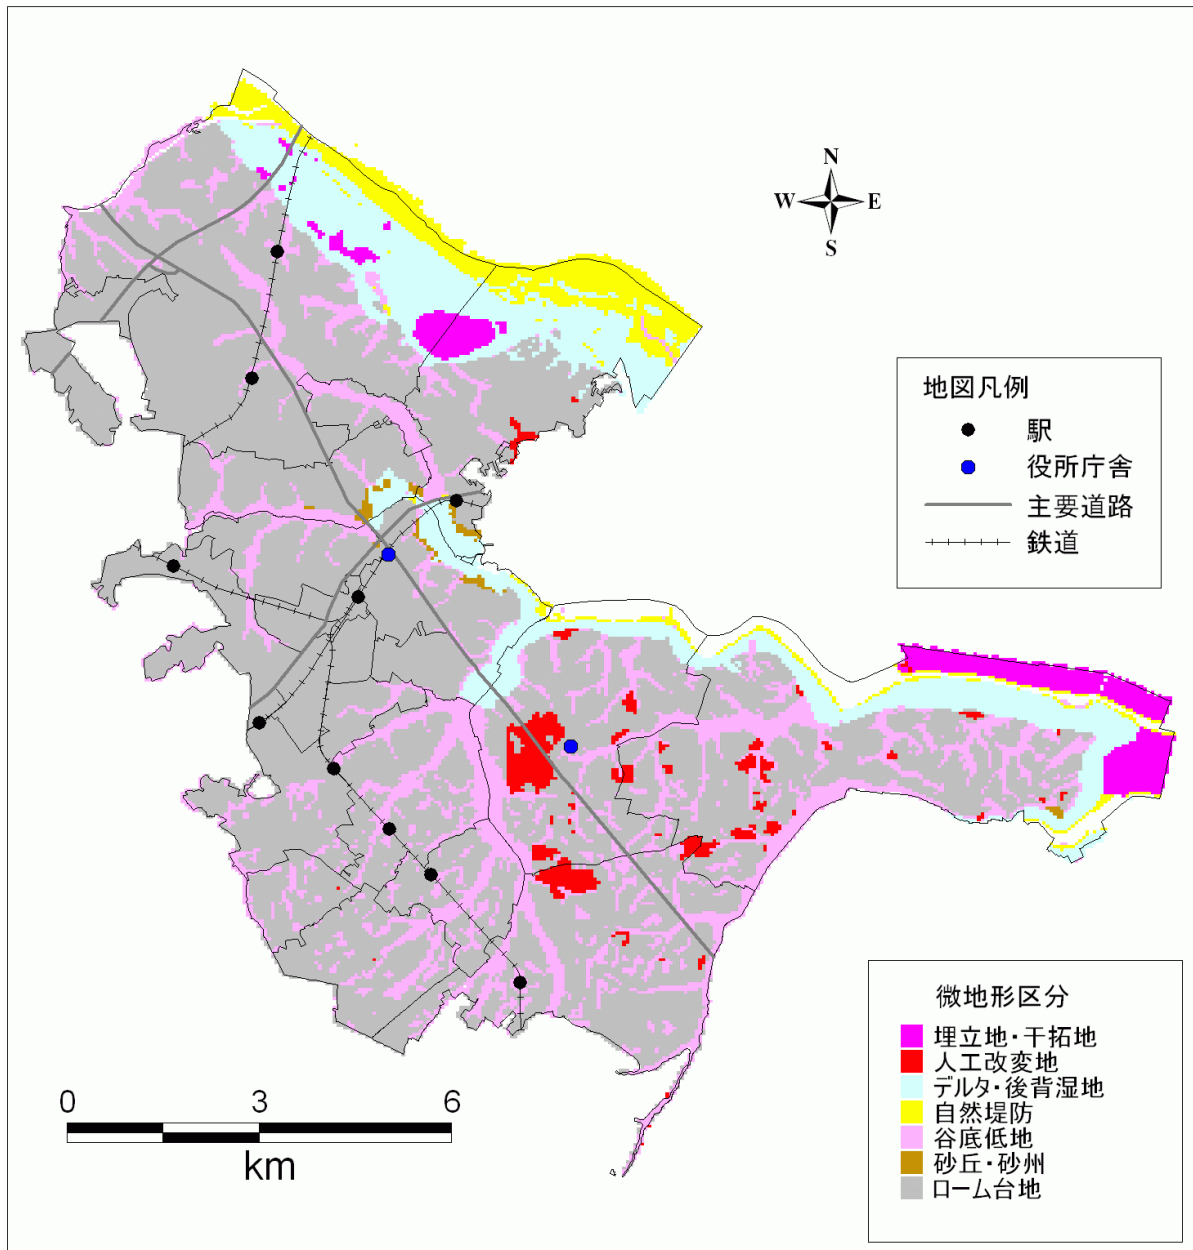 N
W E
S
地図凡例
駅
役所庁舎
主要道路
鉄道
微地形区分
埋立地・干拓地
人工改変地
デルタ・後背湿地
自然堤防
谷底低地
砂丘・砂州
ローム台地
0 3 6
km